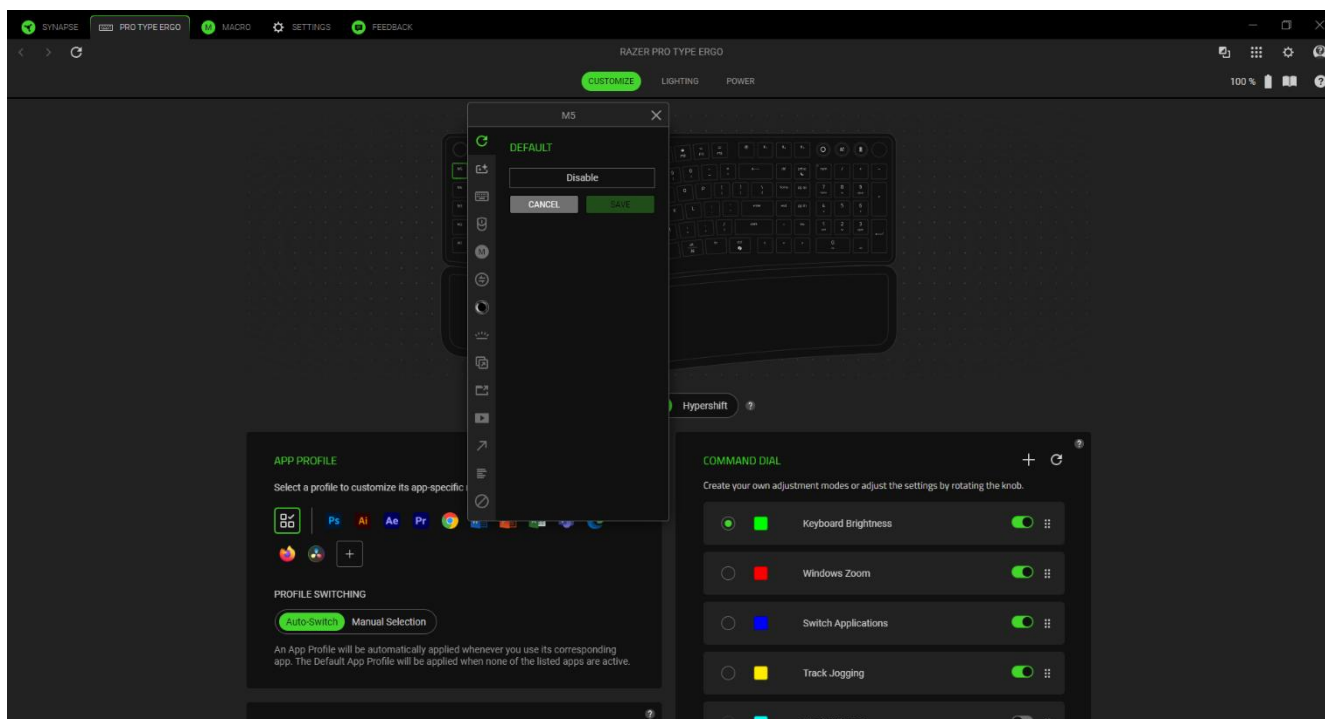 SYNAPSE
PRO TYPE ERGO
MACRO
SETTINGS
FEEDBACK
RAZER PRO TYPE ERGO
CUSTOMIZE
LIGHTING
POWER
100 %
M5
DEFAULT
Disable
CANCEL
SAVE
Hypershift
APP PROFILE
Select a profile to customize its app-specific
Ps
Ai
Ae
Pr
PROFILE SWITCHING
Auto-Switch
Manual Selection
An App Profile will be automatically applied whenever you use its corresponding
app. The Default App Profile will be applied when none of the listed apps are active.
COMMAND DIAL
Create your own adjustment modes or adjust the settings by rotating the knob.
Keyboard Brightness
Windows Zoom
Switch Applications
Track Jogging